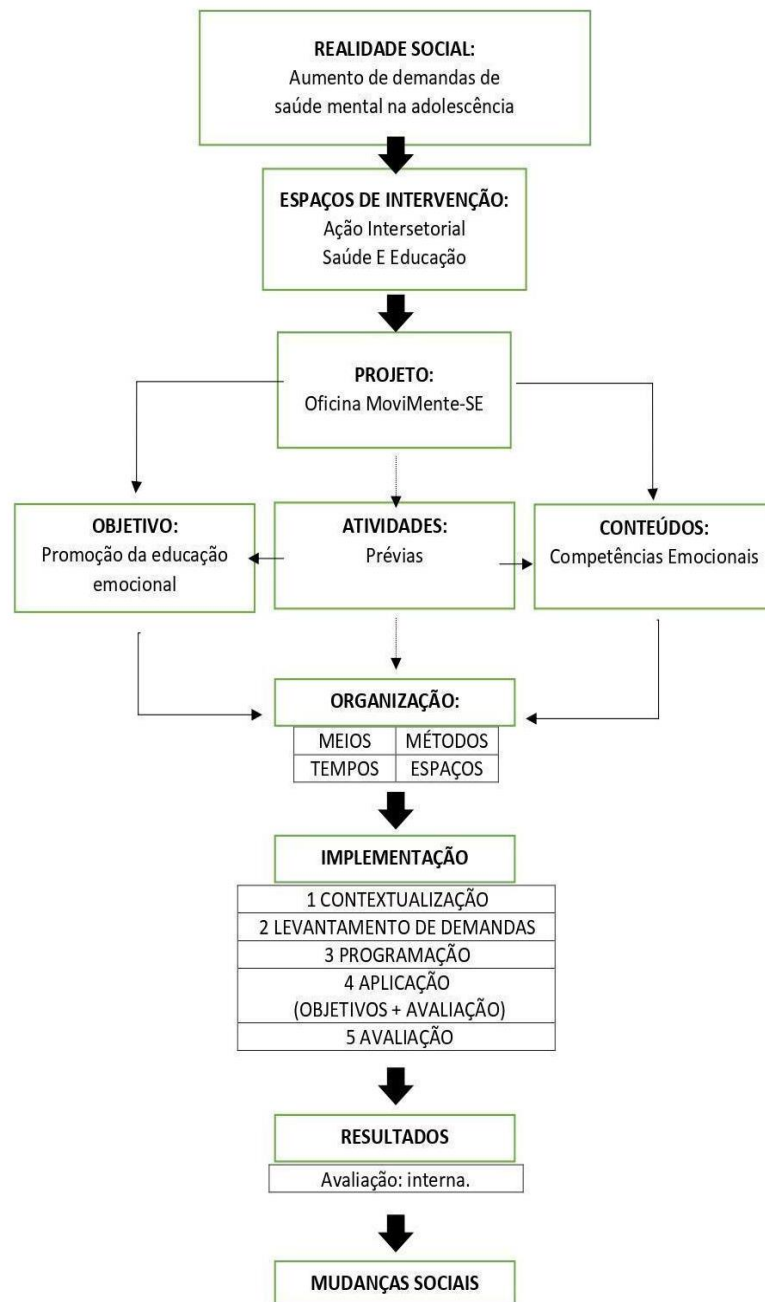 REALIDADE SOCIAL:
Aumento de demandas de
saúde mental na adolescência
ESPAÇOS DE INTERVENÇÃO:
Ação Intersetorial
Saúde E Educação
PROJETO:
Oficina MoviMente-SE
OBJETIVO:
Promoção da educação
emocional
ATIVIDADES:
Prévias
CONTEÚDOS:
Competências Emocionais
ORGANIZAÇÃO:
MEIOS MÉTODOS
TEMPOS ESPAÇOS
IMPLEMENTAÇÃO
1 CONTEXTUALIZAÇÃO
2 LEVANTAMENTO DE DEMANDAS
3 PROGRAMAÇÃO
4 APLICAÇÃO
(OBJETIVOS + AVALIAÇÃO)
5 AVALIAÇÃO
RESULTADOS
Avaliação: interna.
MUDANÇAS SOCIAIS